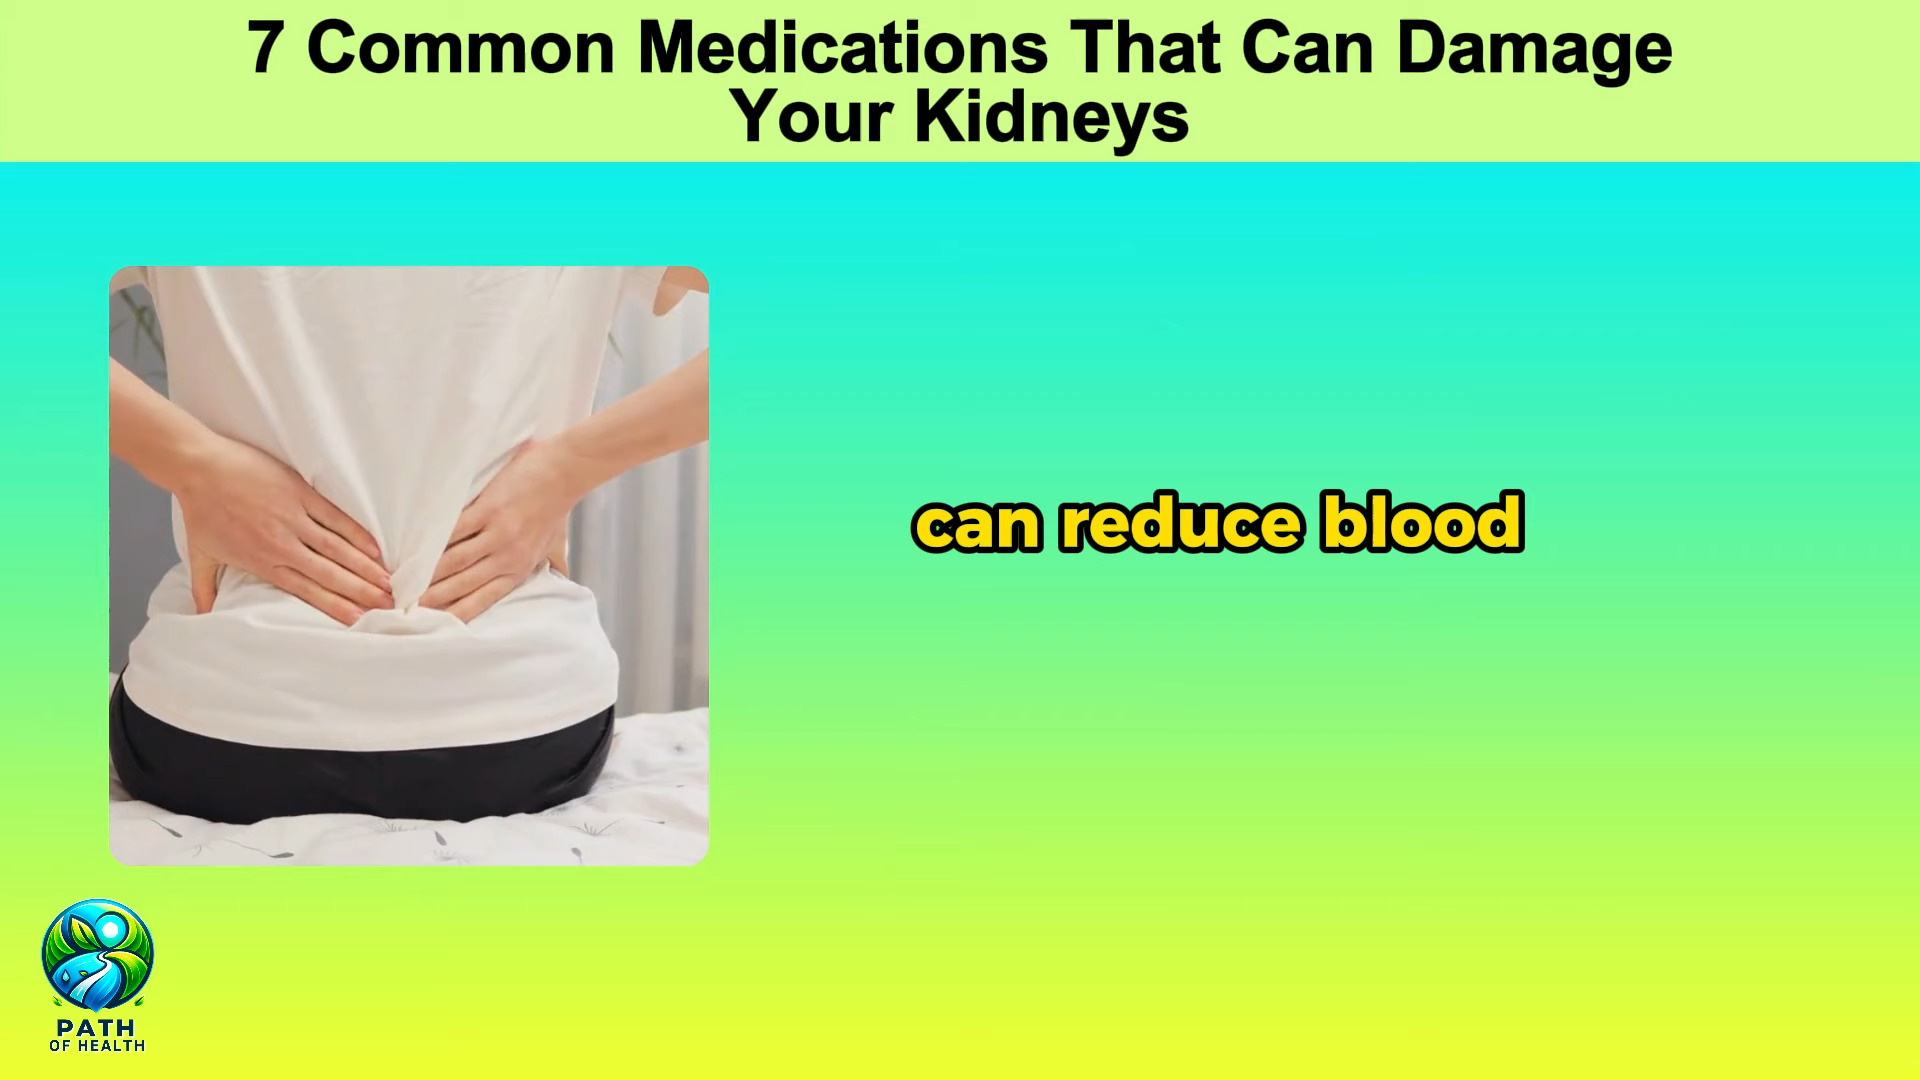 7 Common Medications That Can Damage
Your Kidneys
can reduce blood
PATH
OF HEALTH